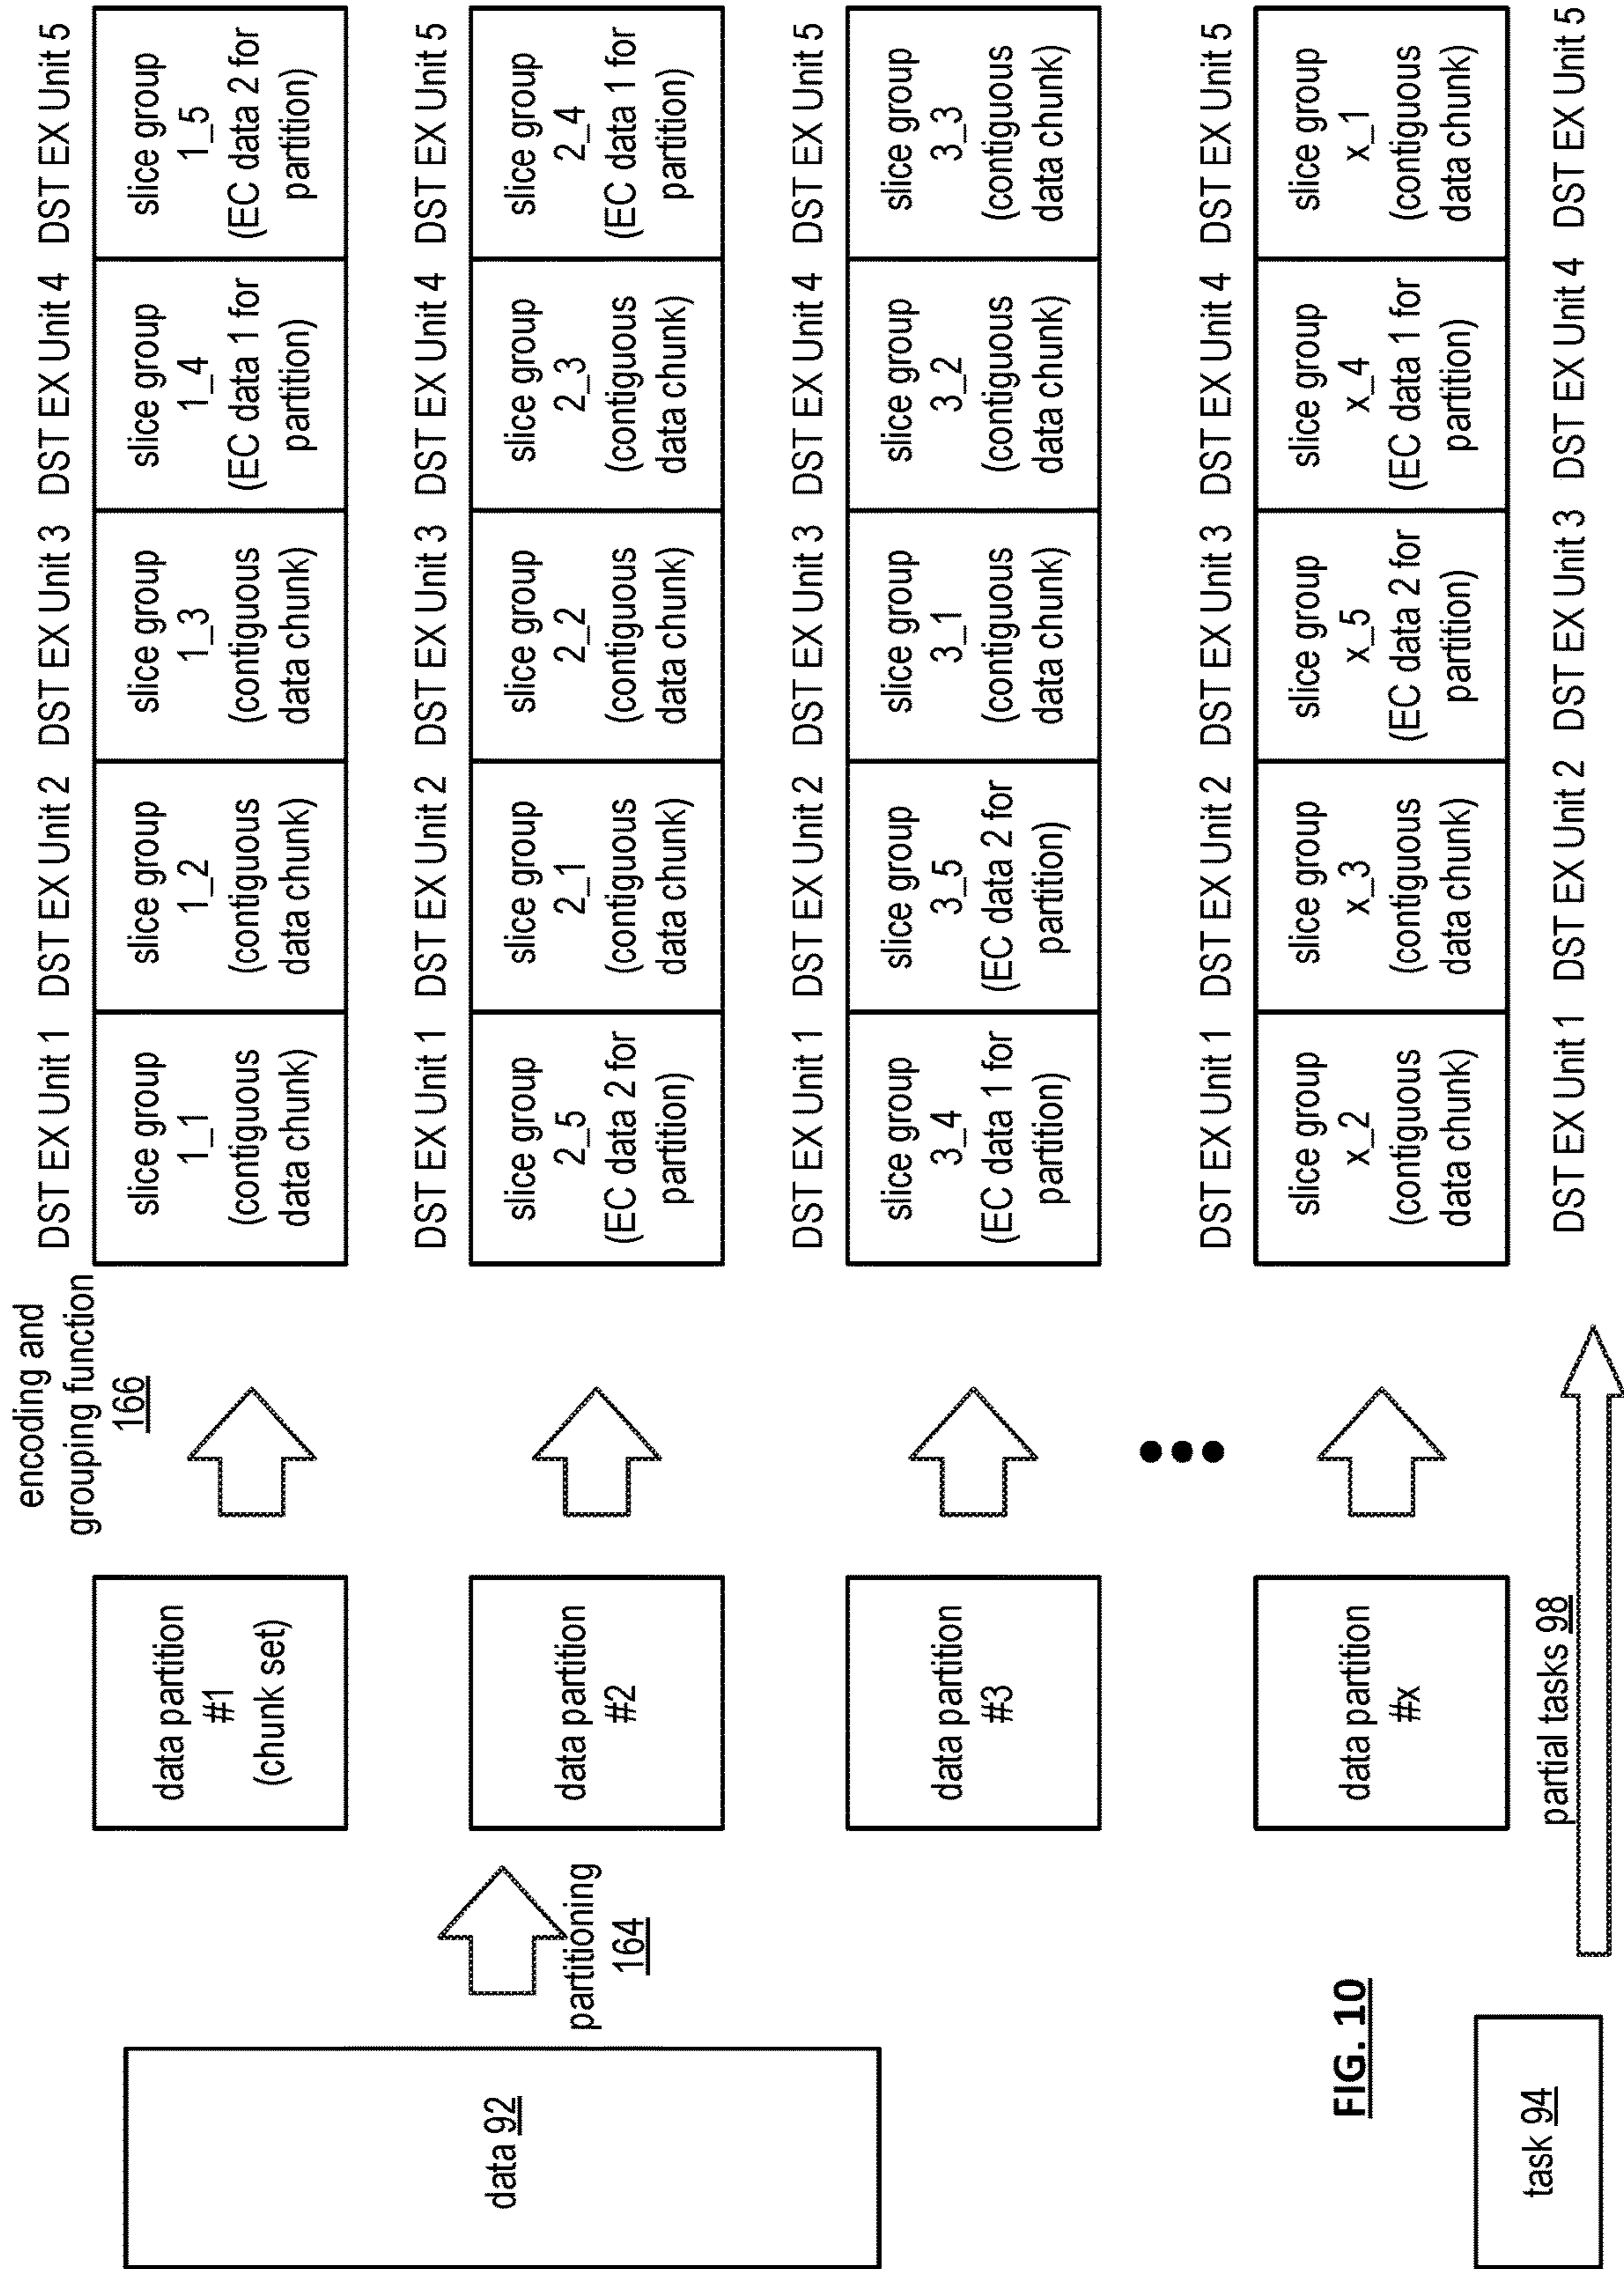 encoding and
grouping function
166
DST EX Unit 1
DST EX Unit 2
DST EX Unit 3
DST EX Unit 4
DST EX Unit 5
data partition
#1
(chunk set)
slice group
1_1
(contiguous
data chunk)
slice group
1_2
(contiguous
data chunk)
slice group
1_3
(contiguous
data chunk)
slice group
1_4
(EC data 1 for
partition)
slice group
1_5
(EC data 2 for
partition)
data 92
partitioning
164
DST EX Unit 1
DST EX Unit 2
DST EX Unit 3
DST EX Unit 4
DST EX Unit 5
data partition
#2
slice group
2_5
(EC data 2 for
partition)
slice group
2_1
(contiguous
data chunk)
slice group
2_2
(contiguous
data chunk)
slice group
2_3
(contiguous
data chunk)
slice group
2_4
(EC data 1 for
partition)
DST EX Unit 1
DST EX Unit 2
DST EX Unit 3
DST EX Unit 4
DST EX Unit 5
data partition
#3
slice group
3_4
(EC data 1 for
partition)
slice group
3_5
(EC data 2 for
partition)
slice group
3_1
(contiguous
data chunk)
slice group
3_2
(contiguous
data chunk)
slice group
3_3
(contiguous
data chunk)
DST EX Unit 1
DST EX Unit 2
DST EX Unit 3
DST EX Unit 4
DST EX Unit 5
data partition
#x
slice group
x_2
(contiguous
data chunk)
slice group
x_3
(contiguous
data chunk)
slice group
x_5
(EC data 2 for
partition)
slice group
x_4
(EC data 1 for
partition)
slice group
x_1
(contiguous
data chunk)
FIG. 10
task 94
partial tasks 98
DST EX Unit 1
DST EX Unit 2
DST EX Unit 3
DST EX Unit 4
DST EX Unit 5